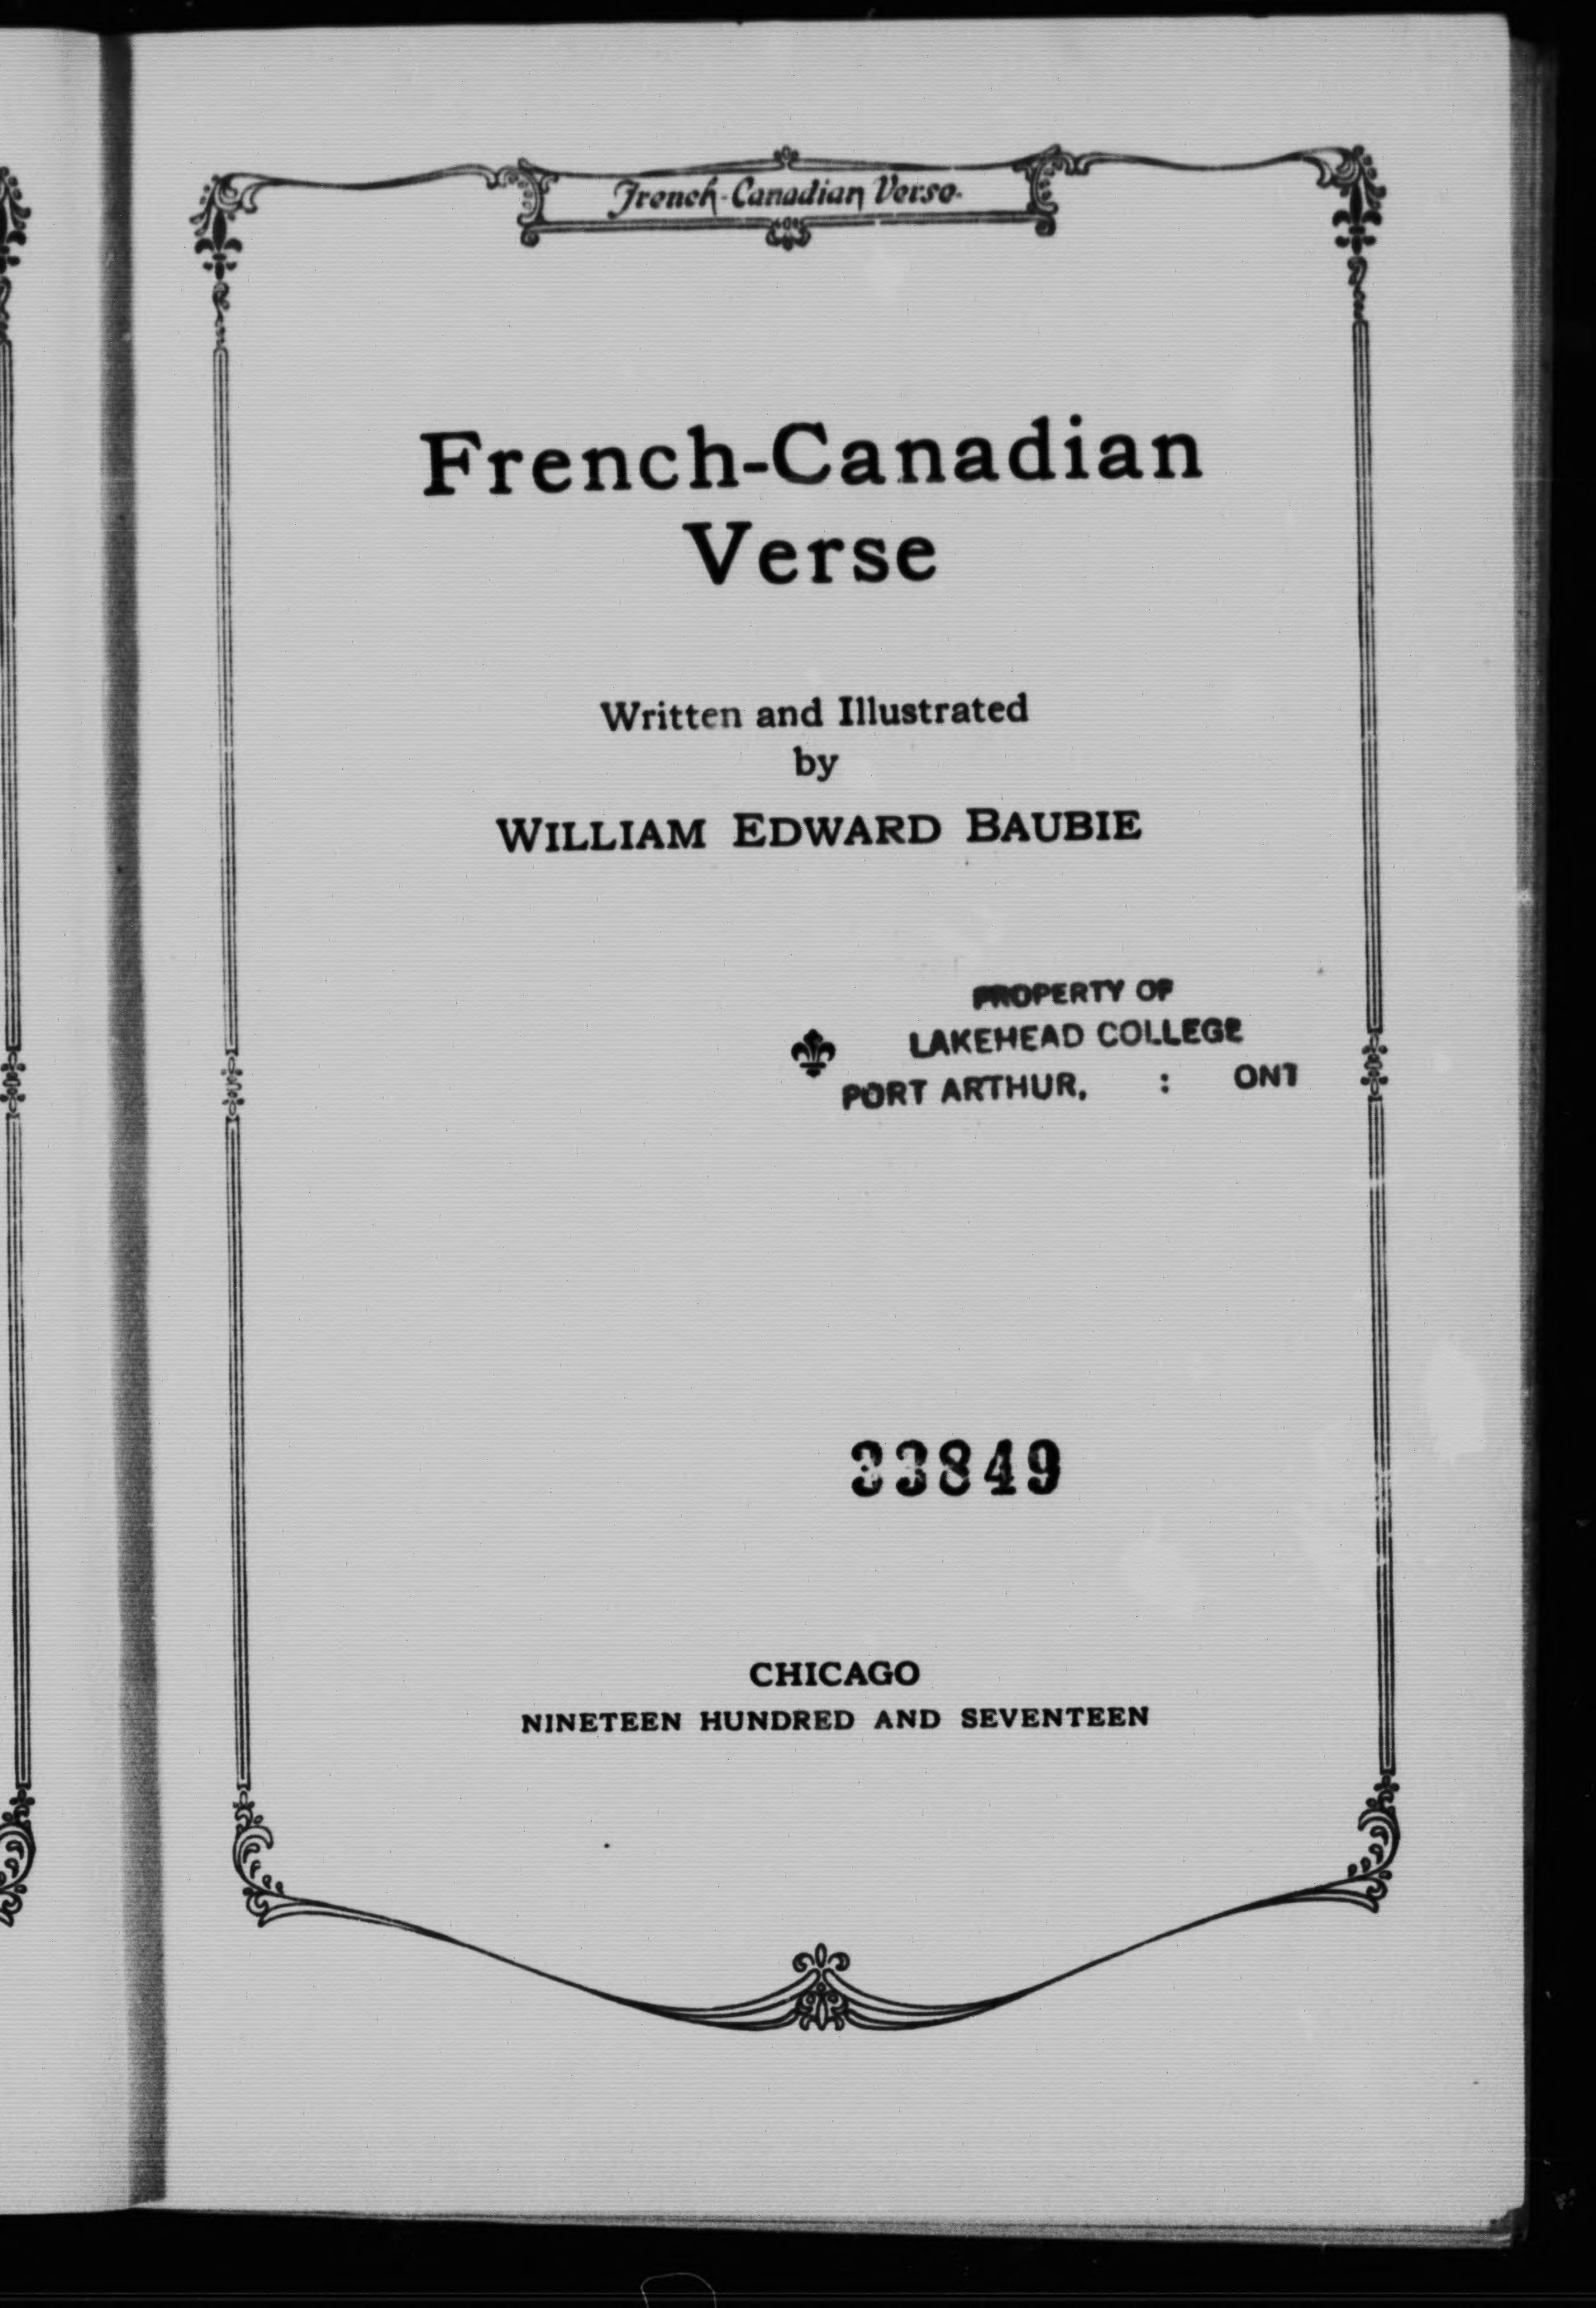 French-Canadian Verse.
French-Canadian
Verse
Written and Illustrated
by
WILLIAM EDWARD BAUBIE
PROPERTY OF
LAKEHEAD COLLEGE
PORT ARTHUR, : ONT
33849
CHICAGO
NINETEEN HUNDRED AND SEVENTEEN